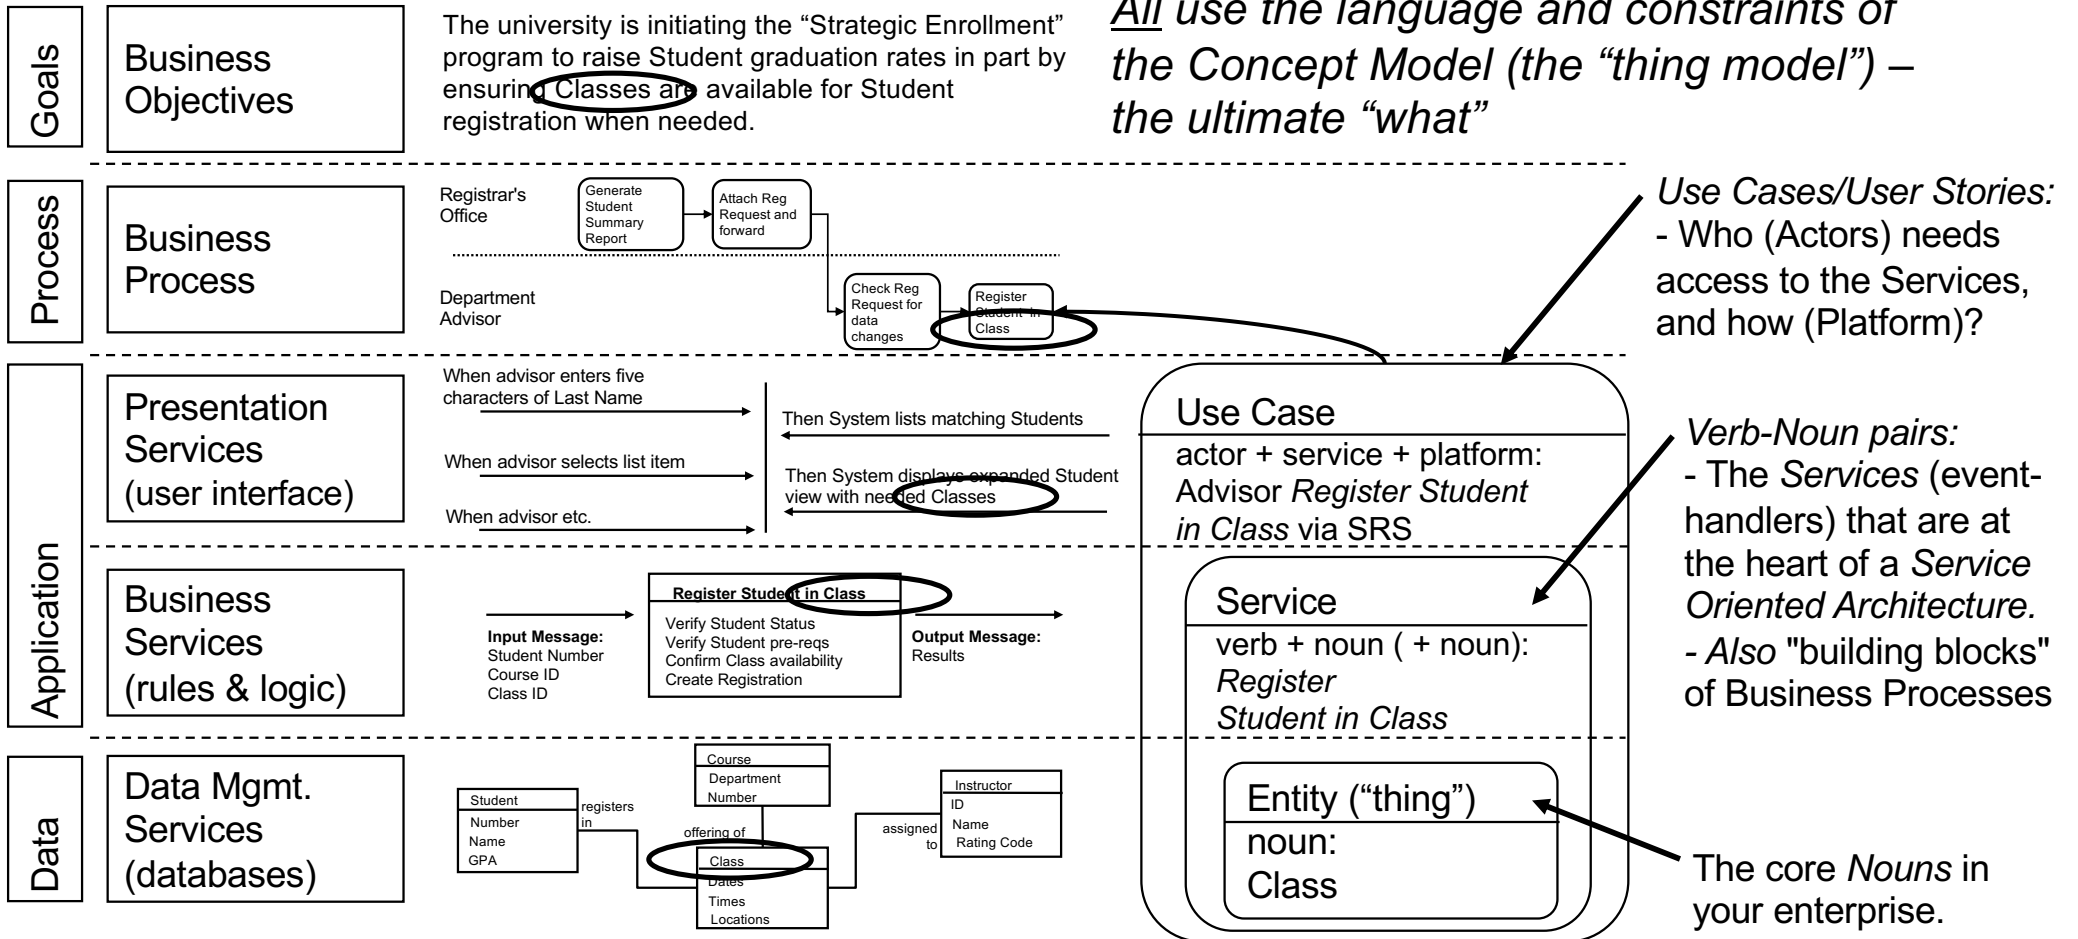 All use the language and constraints of
the Concept Model (the “thing model”) –
the ultimate “what”
Goals
Business
Objectives
The university is initiating the “Strategic Enrollment”
program to raise Student graduation rates in part by
ensuring Classes are available for Student
registration when needed.
Process
Business
Process
Registrar's
Office
Generate
Student
Summary
Report
Attach Reg
Request and
forward
Department
Advisor
Check Reg
Request for
data
changes
Register
Student in
Class
Use Cases/User Stories:
- Who (Actors) needs
access to the Services,
and how (Platform)?
Application
Presentation
Services
(user interface)
When advisor enters five
characters of Last Name
Then System lists matching Students
When advisor selects list item
Then System displays expanded Student
view with needed Classes
When advisor etc.
Use Case
actor + service + platform:
Advisor Register Student
in Class via SRS
Verb-Noun pairs:
- The Services (event-
handlers) that are at
the heart of a Service
Oriented Architecture.
- Also "building blocks"
of Business Processes
Business
Services
(rules & logic)
Input Message:
Student Number
Course ID
Class ID
Register Student in Class
Verify Student Status
Verify Student pre-reqs
Confirm Class availability
Create Registration
Output Message:
Results
Service
verb + noun ( + noun):
Register
Student in Class
Data
Data Mgmt.
Services
(databases)
Student
Number
Name
GPA
registers
in
Course
Department
Number
offering of
Class
Dates
Times
Locations
assigned
to
Instructor
ID
Name
Rating Code
Entity (“thing”)
noun:
Class
The core Nouns in
your enterprise.